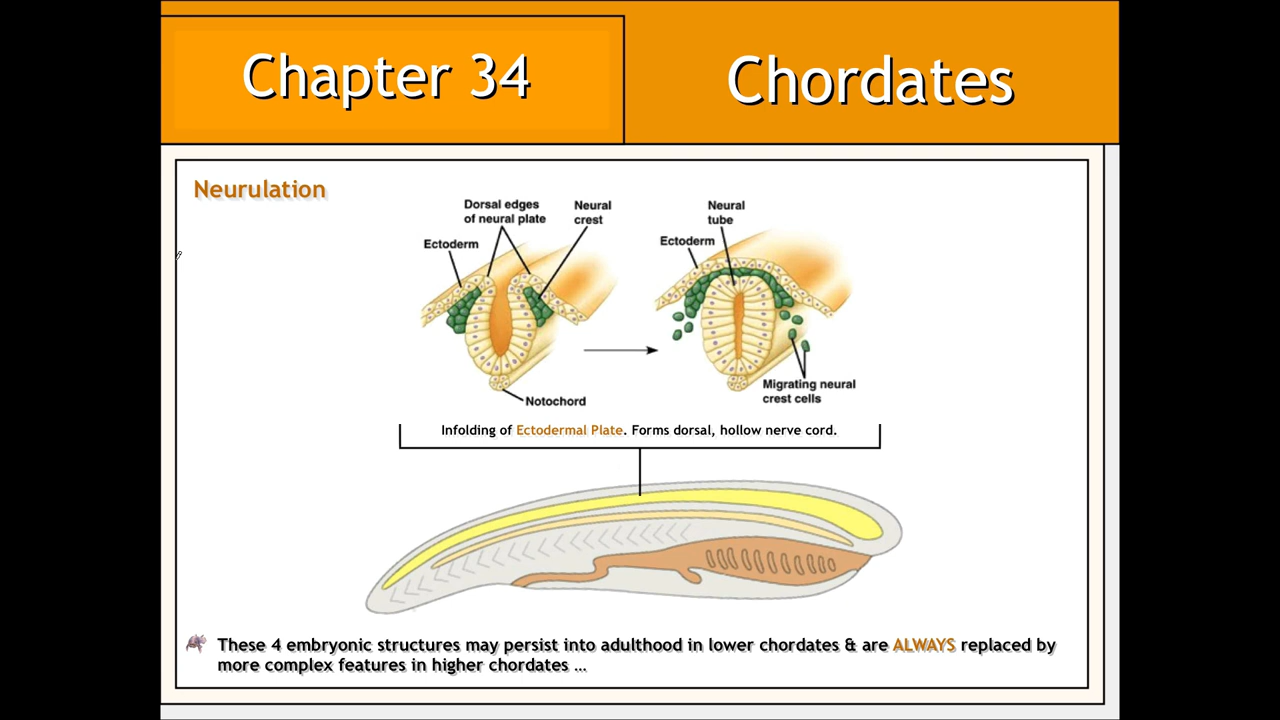 Chapter 34
Chordates
Neurulation
Dorsal edges
of neural plate
Neural
crest
Ectoderm
Notochord
Neural
tube
Ectoderm
Migrating neural
crest cells
Infolding of Ectodermal Plate. Forms dorsal, hollow nerve cord.
These 4 embryonic structures may persist into adulthood in lower chordates & are ALWAYS replaced by
more complex features in higher chordates …